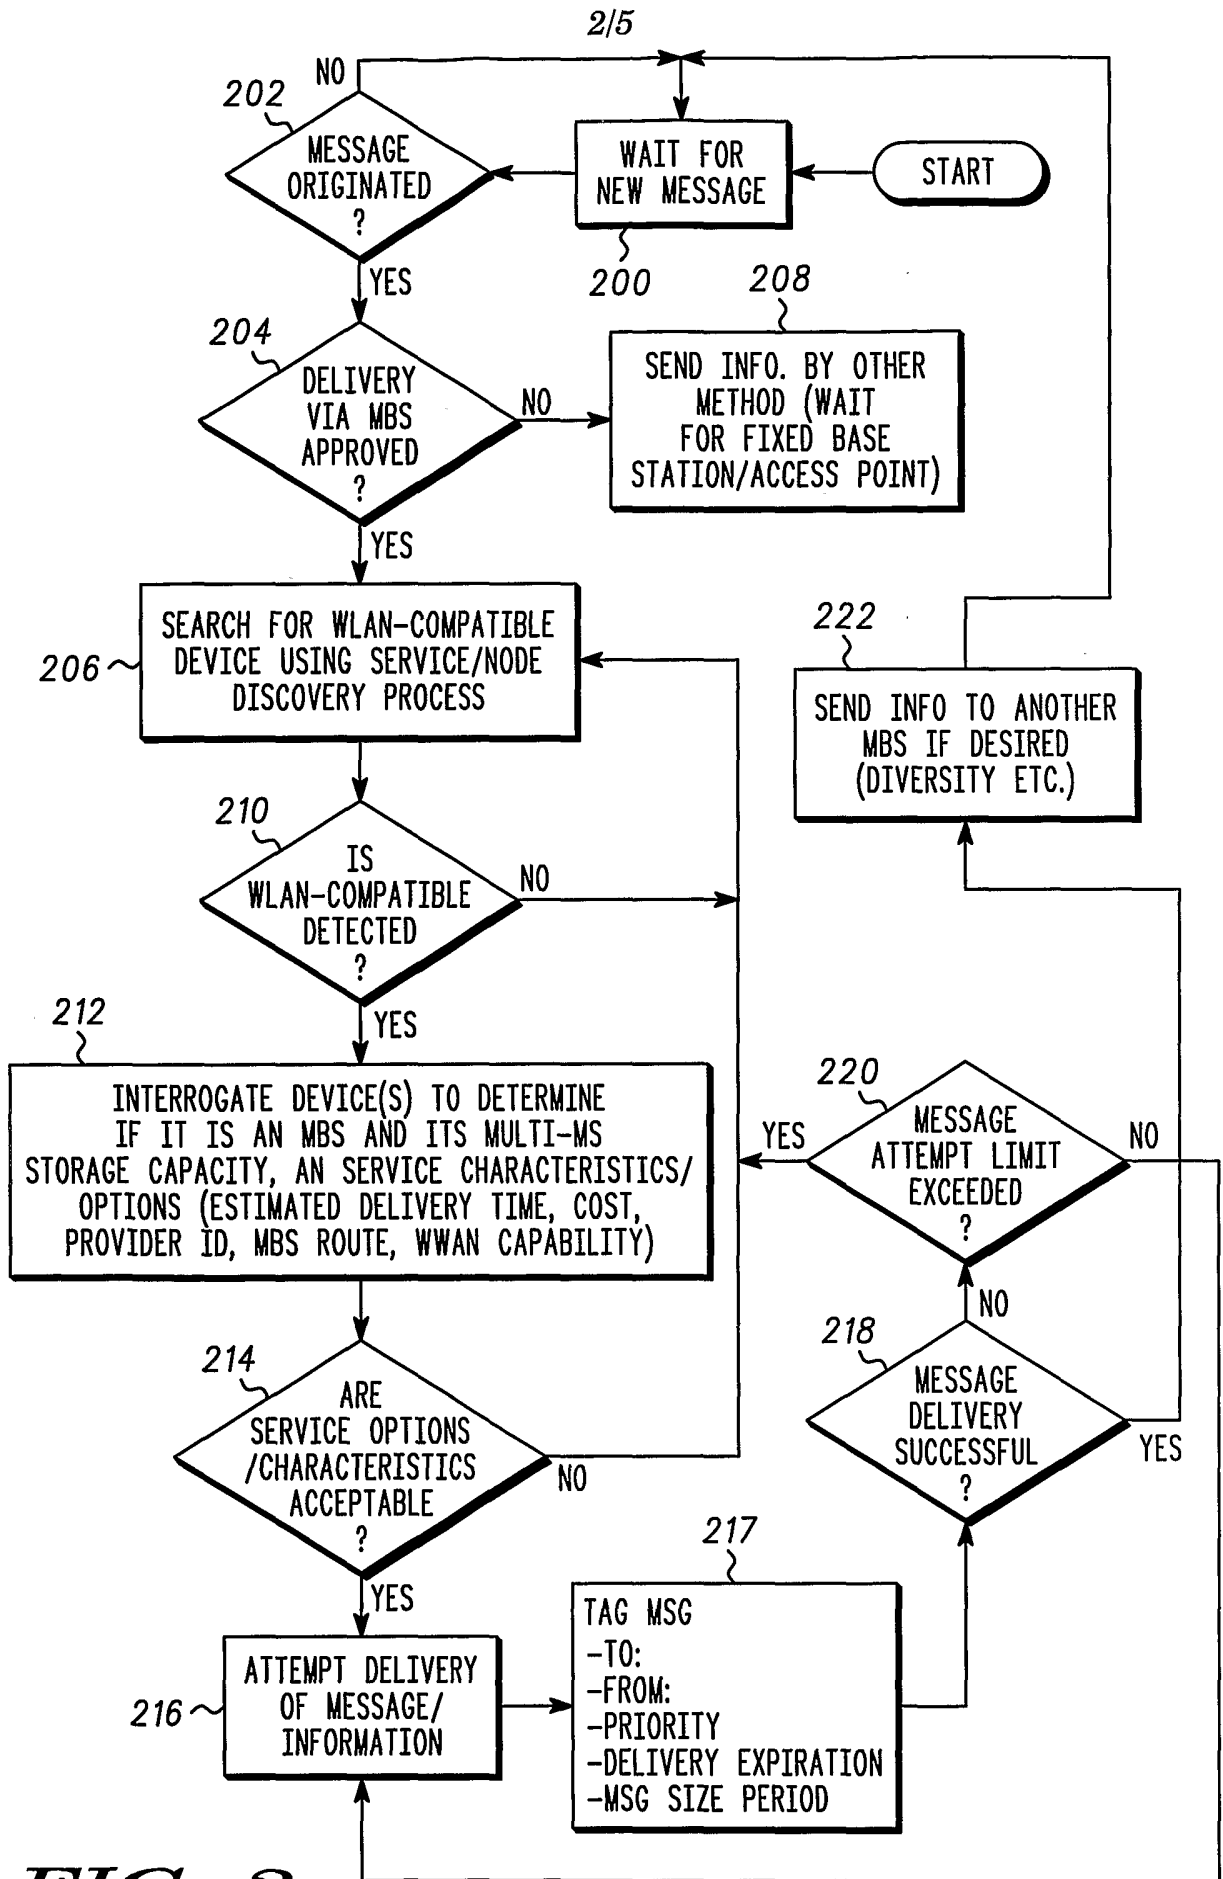 2/5
NO
202
MESSAGE
ORIGINATED
?
WAIT FOR
NEW MESSAGE
START
200
YES
208
204
DELIVERY
VIA MBS
APPROVED
?
NO
SEND INFO. BY OTHER
METHOD (WAIT
FOR FIXED BASE
STATION/ACCESS POINT)
YES
206
SEARCH FOR WLAN-COMPATIBLE
DEVICE USING SERVICE/NODE
DISCOVERY PROCESS
222
SEND INFO TO ANOTHER
MBS IF DESIRED
(DIVERSITY ETC.)
210
IS
WLAN-COMPATIBLE
DETECTED
?
NO
YES
212
INTERROGATE DEVICE(S) TO DETERMINE
IF IT IS AN MBS AND ITS MULTI-MS
STORAGE CAPACITY, AN SERVICE CHARACTERISTICS/
OPTIONS (ESTIMATED DELIVERY TIME, COST,
PROVIDER ID, MBS ROUTE, WWAN CAPABILITY)
220
MESSAGE
ATTEMPT LIMIT
EXCEEDED
?
YES
NO
NO
218
MESSAGE
DELIVERY
SUCCESSFUL
?
YES
214
ARE
SERVICE OPTIONS
/CHARACTERISTICS
ACCEPTABLE
?
NO
YES
216
ATTEMPT DELIVERY
OF MESSAGE/
INFORMATION
217
TAG MSG
-TO:
-FROM:
-PRIORITY
-DELIVERY EXPIRATION
-MSG SIZE PERIOD